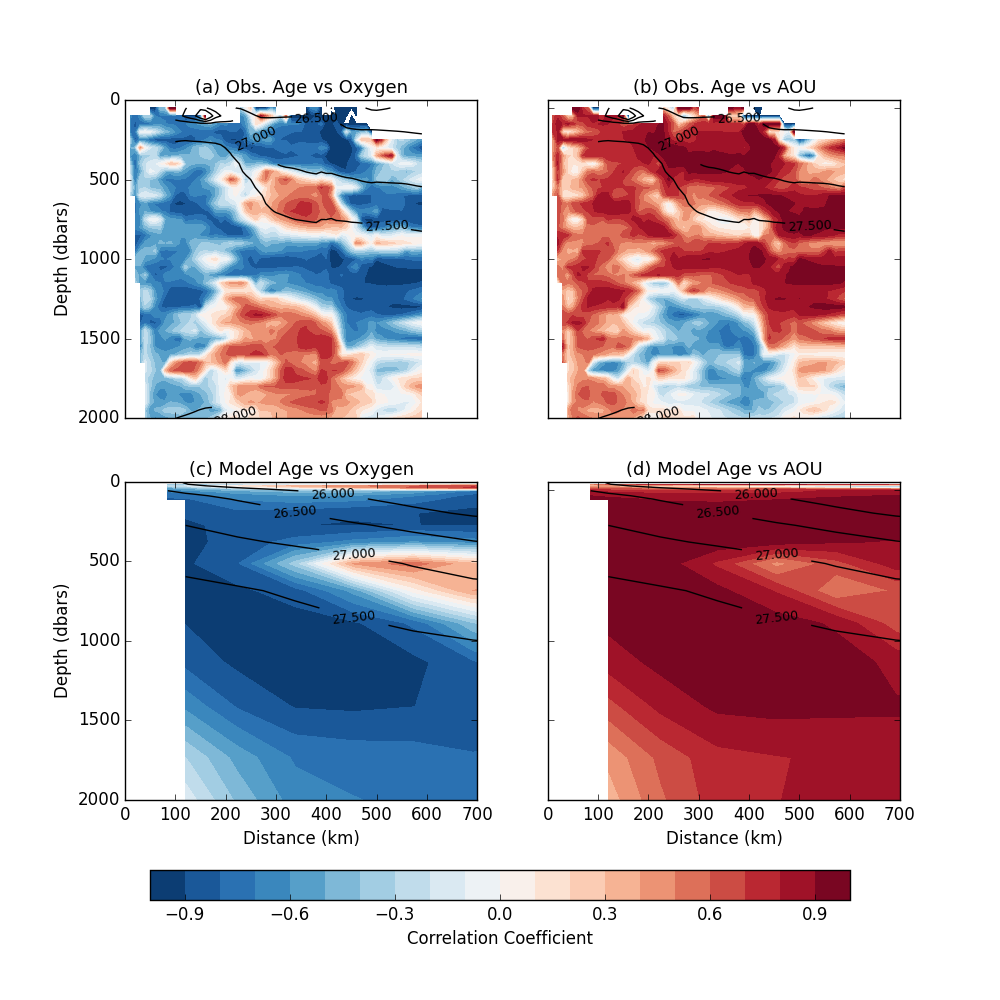 (a) Obs. Age vs Oxygen
(b) Obs. Age vs AOU
0
500
1000
1500
2000
Depth (dbars)
26.500
27.000
27.500
26.500
27.000
27.500
(c) Model Age vs Oxygen
(d) Model Age vs AOU
0
500
1000
1500
2000
Depth (dbars)
26.000
26.500
27.000
27.500
26.000
26.500
27.000
27.500
0 100 200 300 400 500 600 700
0 100 200 300 400 500 600 700
Distance (km)
Distance (km)
−0.9 −0.6 −0.3 0.0 0.3 0.6 0.9
Correlation Coefficient